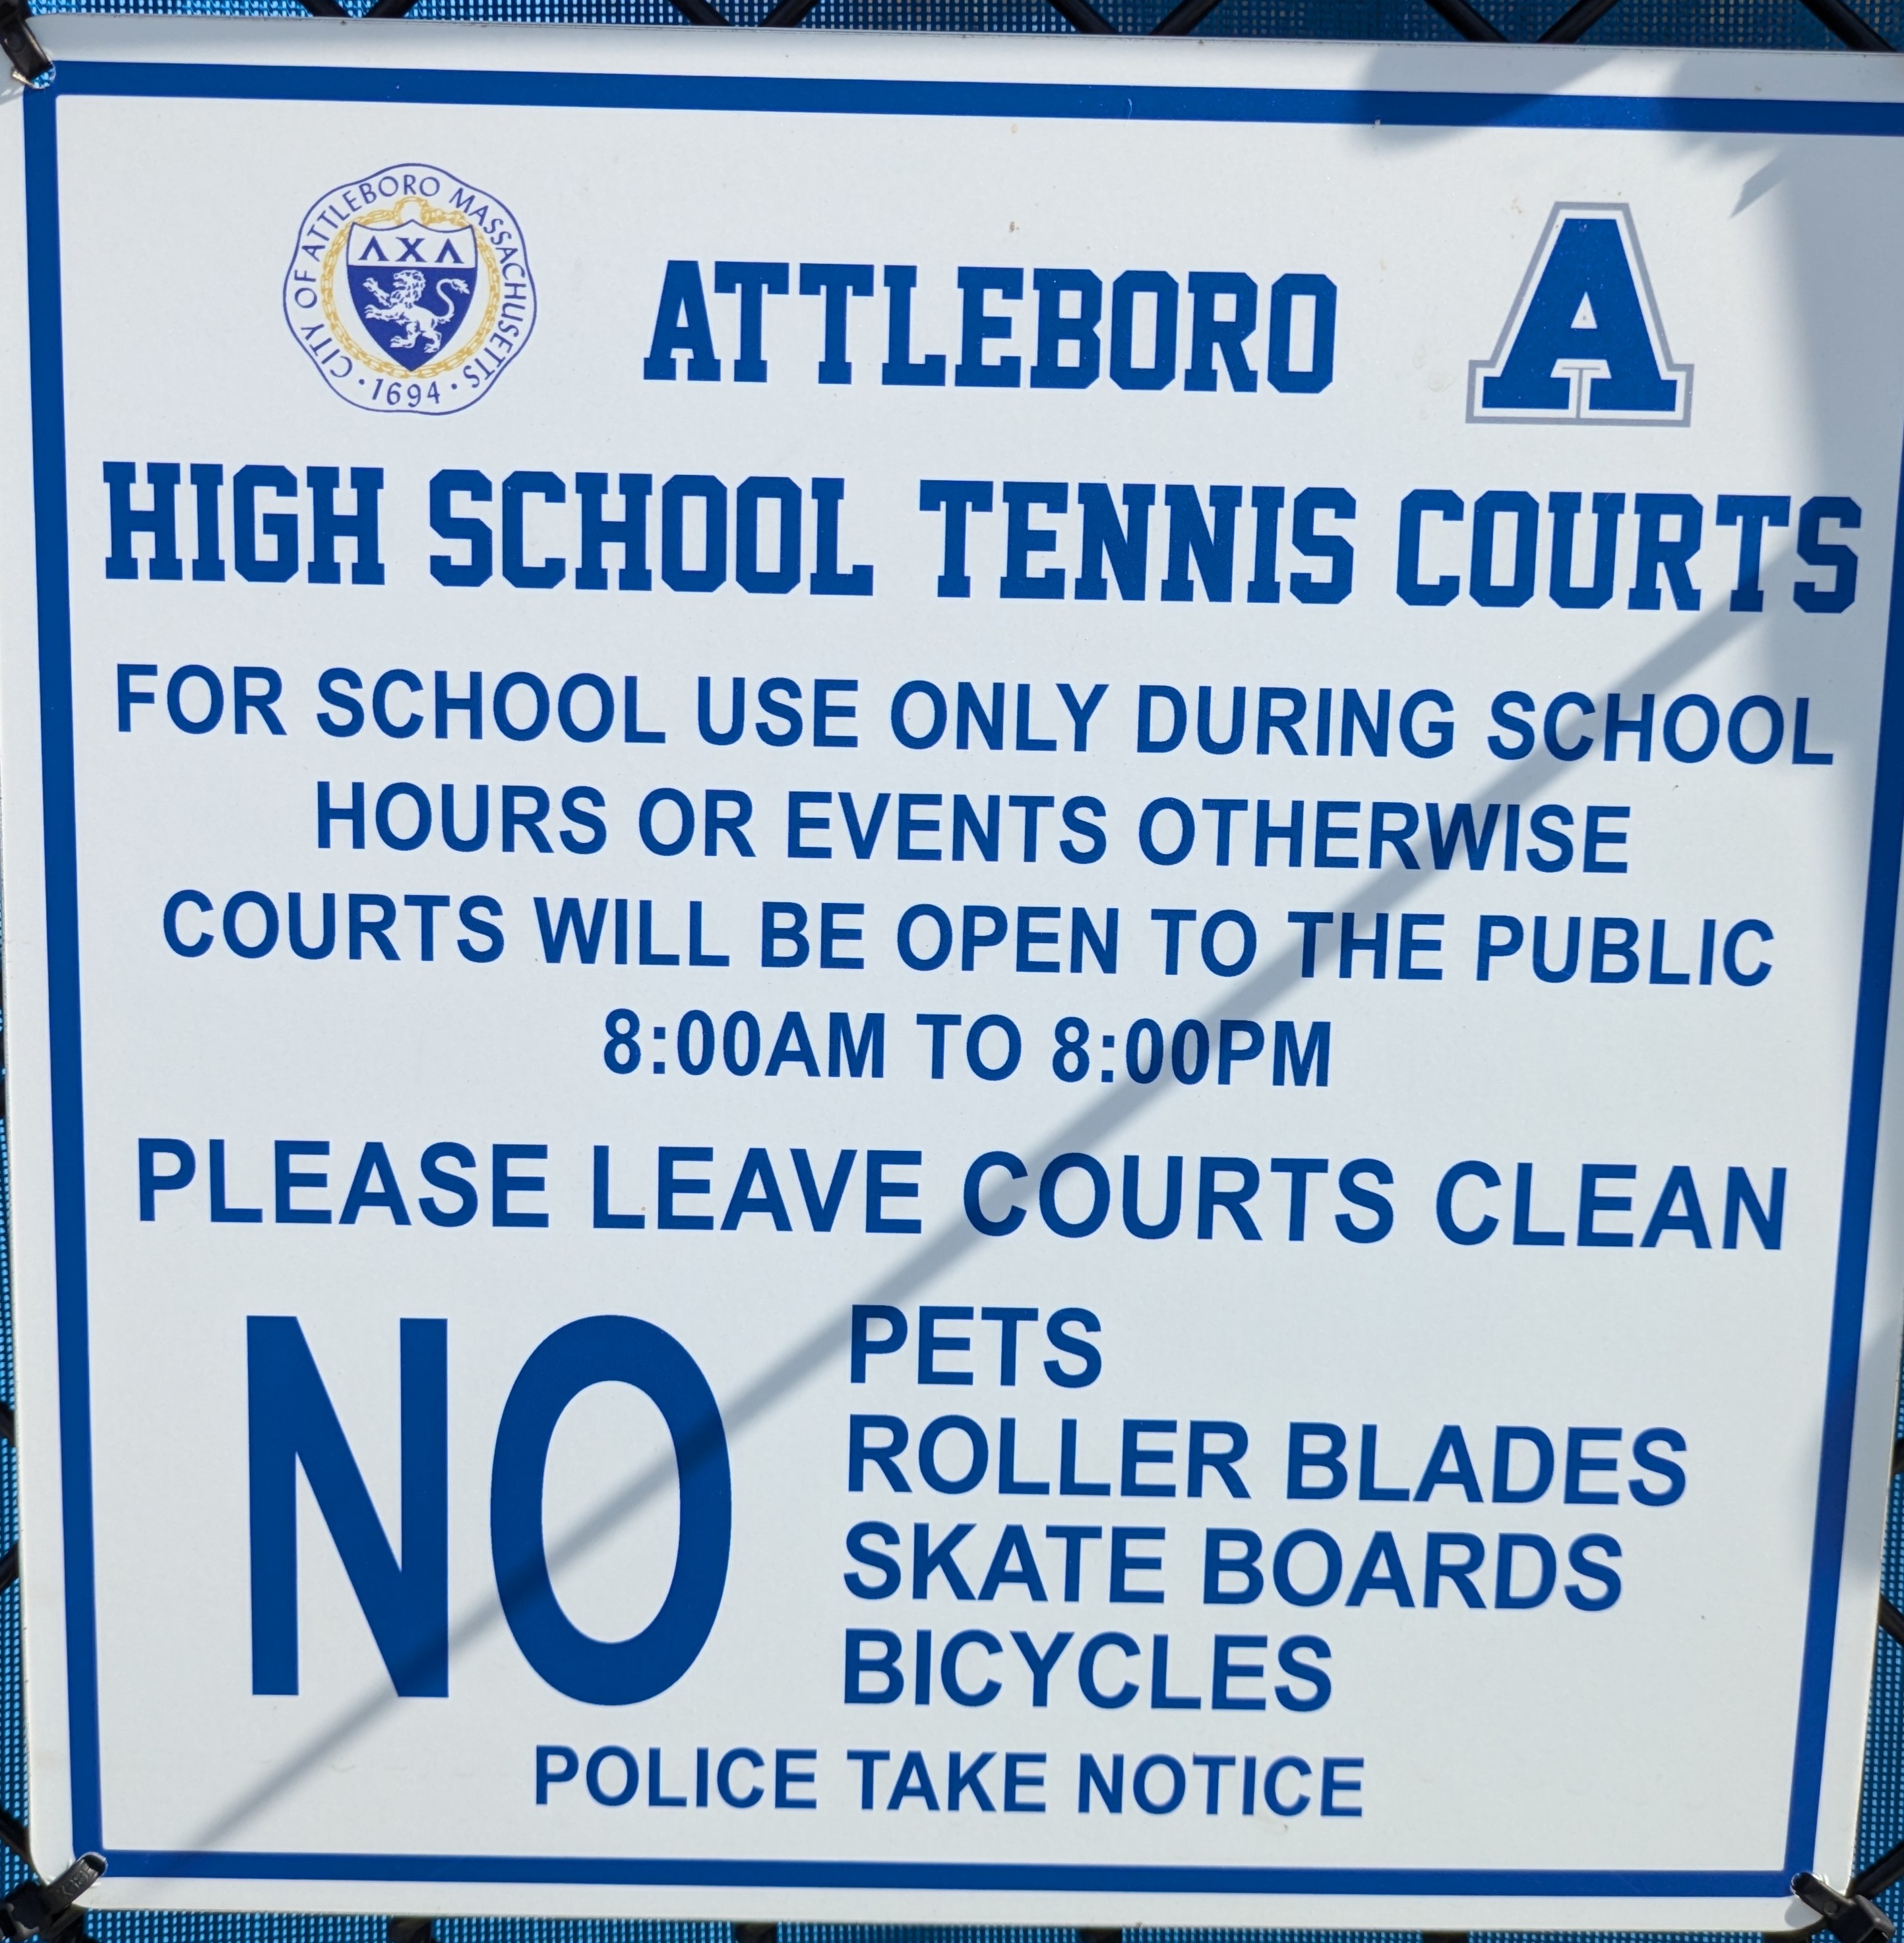 CITY OF ATTLEBORO MASSACHUSETTS
ΛΧΛ
· 1694 ·
ATTLEBORO
A
HIGH SCHOOL TENNIS COURTS
FOR SCHOOL USE ONLY DURING SCHOOL
HOURS OR EVENTS OTHERWISE
COURTS WILL BE OPEN TO THE PUBLIC
8:00AM TO 8:00PM
PLEASE LEAVE COURTS CLEAN
NO
PETS
ROLLER BLADES
SKATE BOARDS
BICYCLES
POLICE TAKE NOTICE